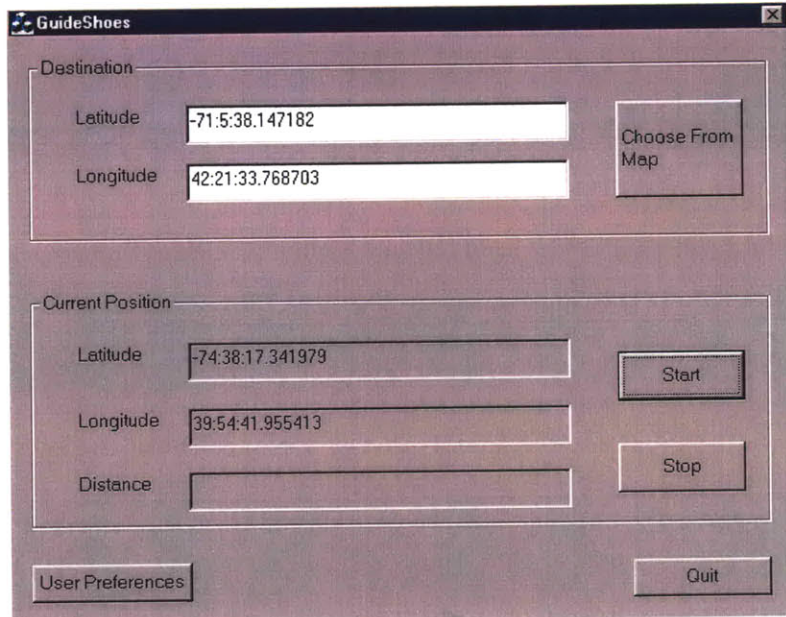 GuideShoes
Destination
Latitude -71:5:38.147182
Choose From
Map
Longitude 42:21:33.768703
Current Position
Latitude -74:38:17.341979
Start
Longitude 39:54:41.955413
Stop
Distance
User Preferences
Quit